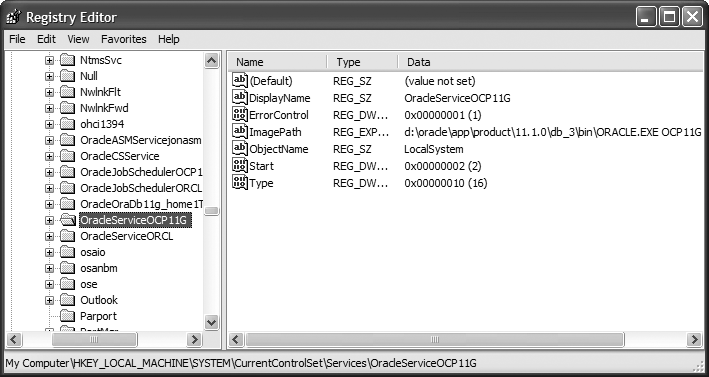 Registry Editor
File Edit View Favorites Help
NtmsSvc
Null
NwlnkFlt
NwlnkFwd
ohci1394
OracleASMServicejonasm
OracleCSService
OracleJobSchedulerOCP1
OracleJobSchedulerORCL
OracleOraDb11g_home1T
OracleServiceOCP11G
OracleServiceORCL
osaio
osanbm
ose
Outlook
Parport
PartMgr
Name Type Data
(Default) REG_SZ (value not set)
DisplayName REG_SZ OracleServiceOCP11G
ErrorControl REG_DW... 0x00000001 (1)
ImagePath REG_EXP... d:\oracle\app\product\11.1.0\db_3\bin\ORACLE.EXE OCP11G
ObjectName REG_SZ LocalSystem
Start REG_DW... 0x00000002 (2)
Type REG_DW... 0x00000010 (16)
My Computer\HKEY_LOCAL_MACHINE\SYSTEM\CurrentControlSet\Services\OracleServiceOCP11G